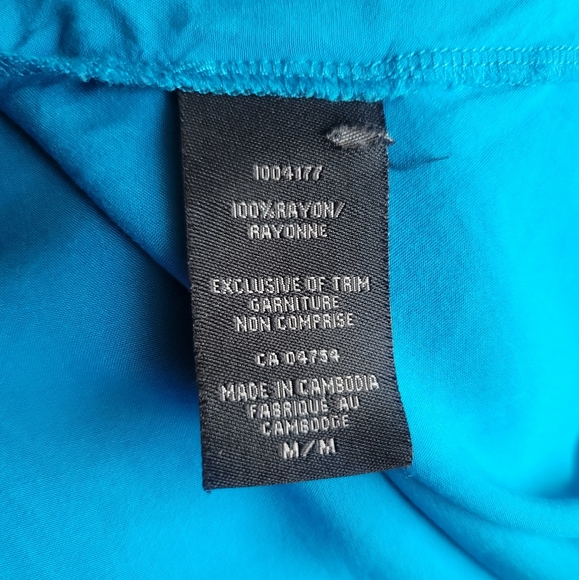 1004177
100%RAYON/
RAYONNE
EXCLUSIVE OF TRIM
GARNITURE
NON COMPRISE
CA 04754
MADE IN CAMBODIA
FABRIQUE AU
CAMBODGE
M/M